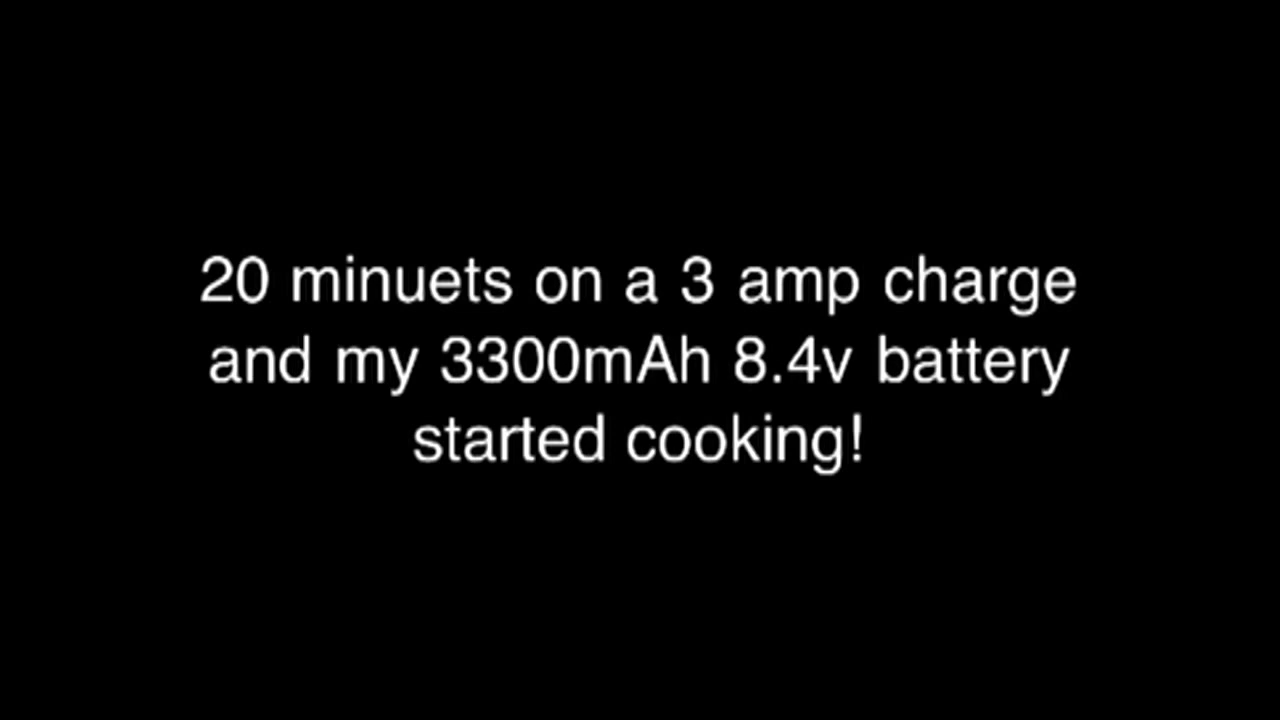 20 minuets on a 3 amp charge
and my 3300mAh 8.4v battery
started cooking!